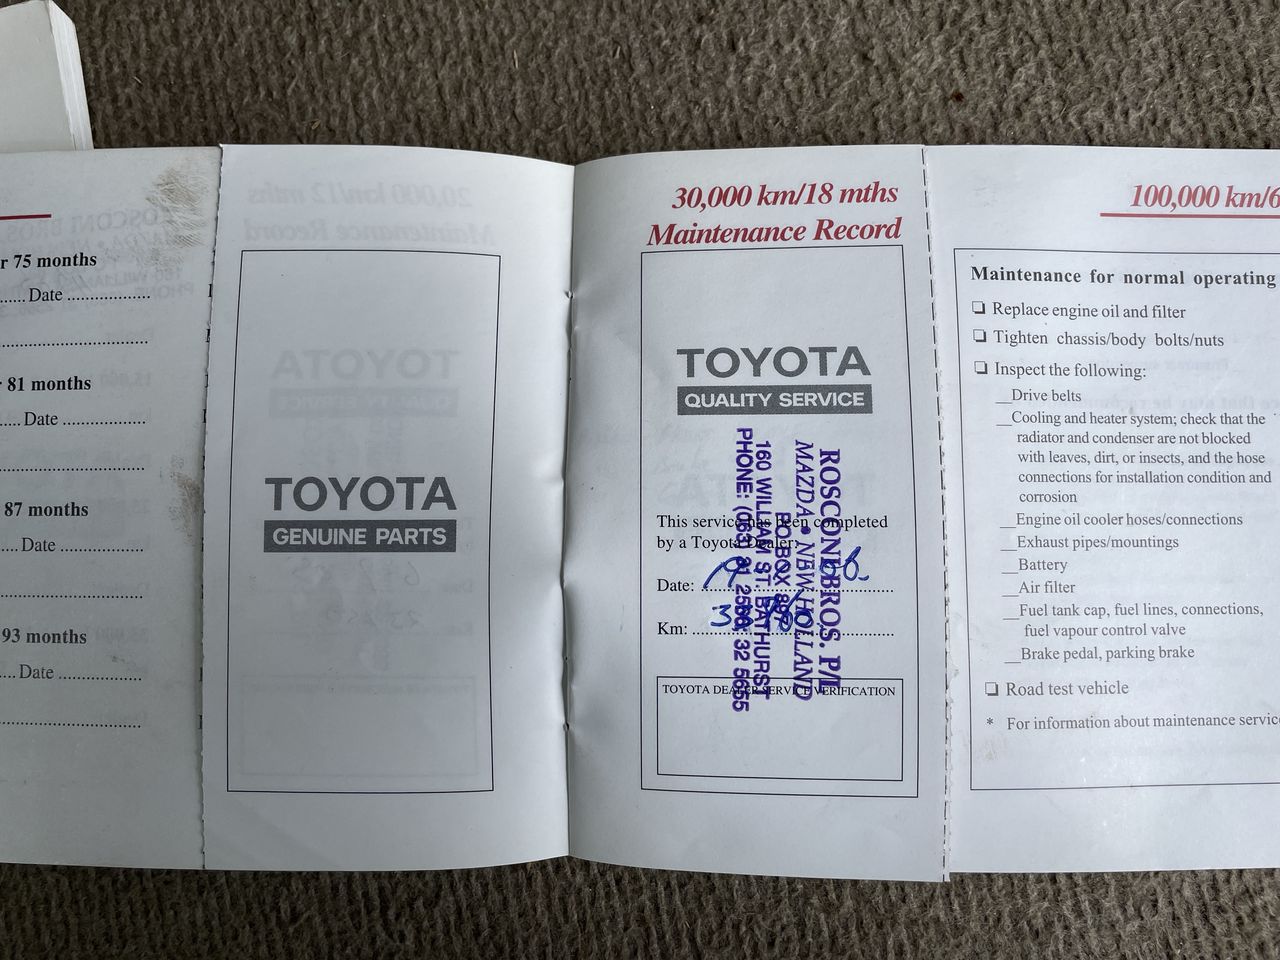 r 75 months
......Date ...................
81 months
....Date ...................
87 months
....Date ...................
93 months
....Date ...................
TOYOTA
GENUINE PARTS
30,000 km/18 mths
Maintenance Record
TOYOTA
QUALITY SERVICE
This service has been completed
by a Toyota Dealer:
Date:
Km:
TOYOTA DEALER SERVICE VERIFICATION
ROSCONI BROS. P/L
MAZDA • NEW HOLLAND
P.O. BOX
160 WILLIAM ST. BATHURST
PHONE: (063) 31 32 5655
100,000 km/6
Maintenance for normal operating
❏ Replace engine oil and filter
❏ Tighten chassis/body bolts/nuts
❏ Inspect the following:
__Drive belts
__Cooling and heater system; check that the
radiator and condenser are not blocked
with leaves, dirt, or insects, and the hose
connections for installation condition and
corrosion
__Engine oil cooler hoses/connections
__Exhaust pipes/mountings
__Battery
__Air filter
__Fuel tank cap, fuel lines, connections,
fuel vapour control valve
__Brake pedal, parking brake
❏ Road test vehicle
* For information about maintenance servic